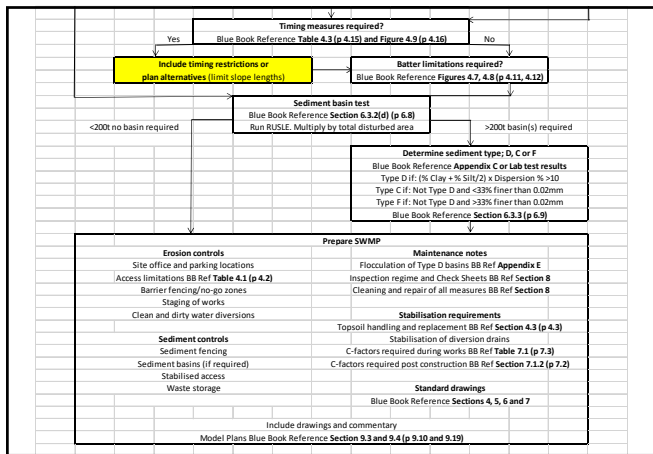 Timing measures required?
Blue Book Reference Table 4.3 (p 4.15) and Figure 4.9 (p 4.16)
Yes
No
Include timing restrictions or
plan alternatives (limit slope lengths)
Batter limitations required?
Blue Book Reference Figures 4.7, 4.8 (p 4.11, 4.12)
Sediment basin test
Blue Book Reference Section 6.3.2(d) (p 6.8)
Run RUSLE. Multiply by total disturbed area
<200t no basin required
>200t basin(s) required
Determine sediment type; D, C or F
Blue Book Reference Appendix C or Lab test results
Type D if: (% Clay + % Silt/2) x Dispersion % >10
Type C if: Not Type D and <33% finer than 0.02mm
Type F if: Not Type D and >33% finer than 0.02mm
Blue Book Reference Section 6.3.3 (p 6.9)
Prepare SWMP
Erosion controls
Site office and parking locations
Access limitations BB Ref Table 4.1 (p 4.2)
Barrier fencing/no-go zones
Staging of works
Clean and dirty water diversions
Sediment controls
Sediment fencing
Sediment basins (if required)
Stabilised access
Waste storage
Maintenance notes
Flocculation of Type D basins BB Ref Appendix E
Inspection regime and Check Sheets BB Ref Section 8
Cleaning and repair of all measures BB Ref Section 8
Stabilisation requirements
Topsoil handling and replacement BB Ref Section 4.3 (p 4.3)
Stabilisation of diversion drains
C-factors required during works BB Ref Table 7.1 (p 7.3)
C-factors required post construction BB Ref Section 7.1.2 (p 7.2)
Standard drawings
Blue Book Reference Sections 4, 5, 6 and 7
Include drawings and commentary
Model Plans Blue Book Reference Section 9.3 and 9.4 (p 9.10 and 9.19)